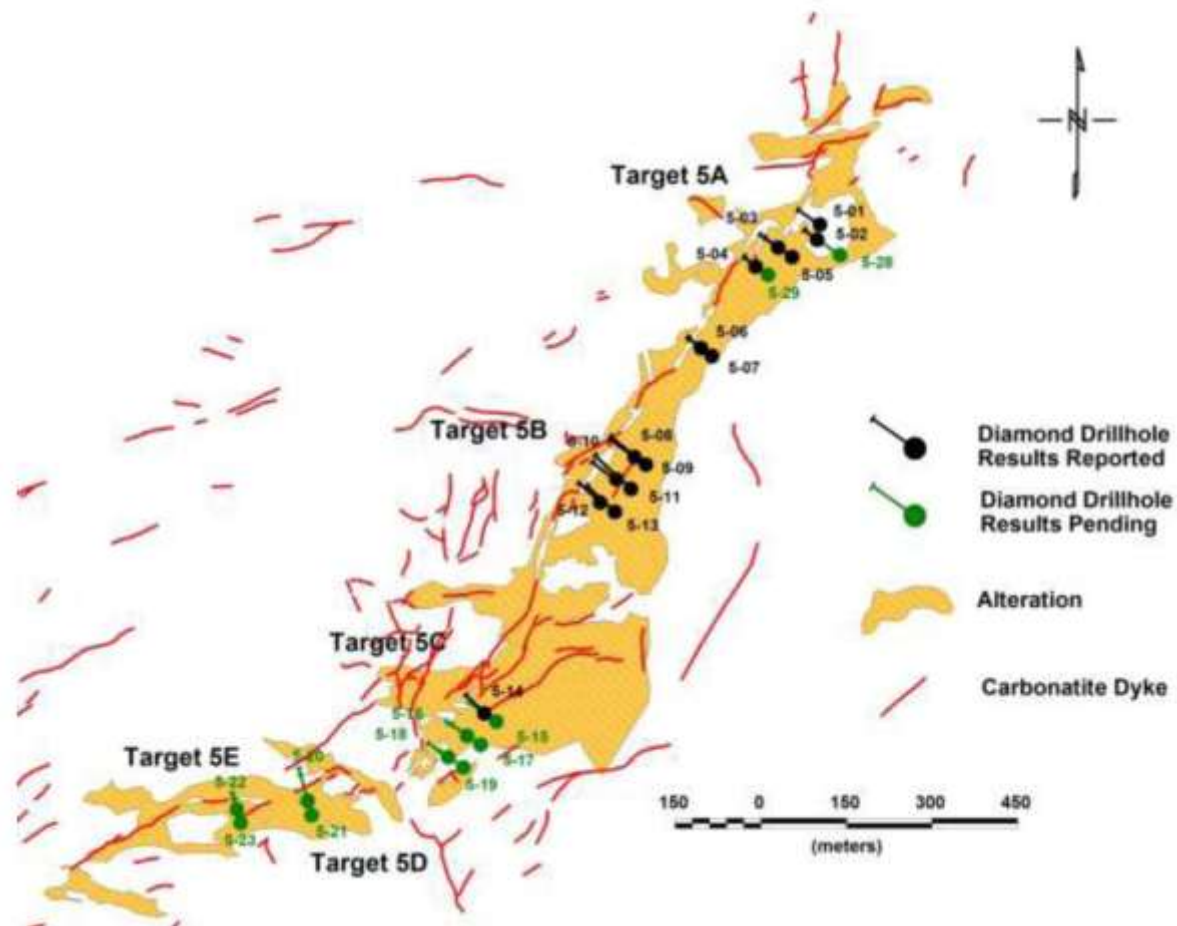 N
Target 5A
5-01
5-03
5-02
5-04
5-28
5-05
5-29
5-06
5-07
Target 5B
5-08
5-10
5-09
5-11
5-12
5-13
Diamond Drillhole
Results Reported
Diamond Drillhole
Results Pending
Alteration
Carbonatite Dyke
Target 5C
5-14
5-16
5-18
5-15
5-17
5-19
Target 5E
5-20
5-22
5-21
5-23
Target 5D
150 0 150 300 450
(meters)